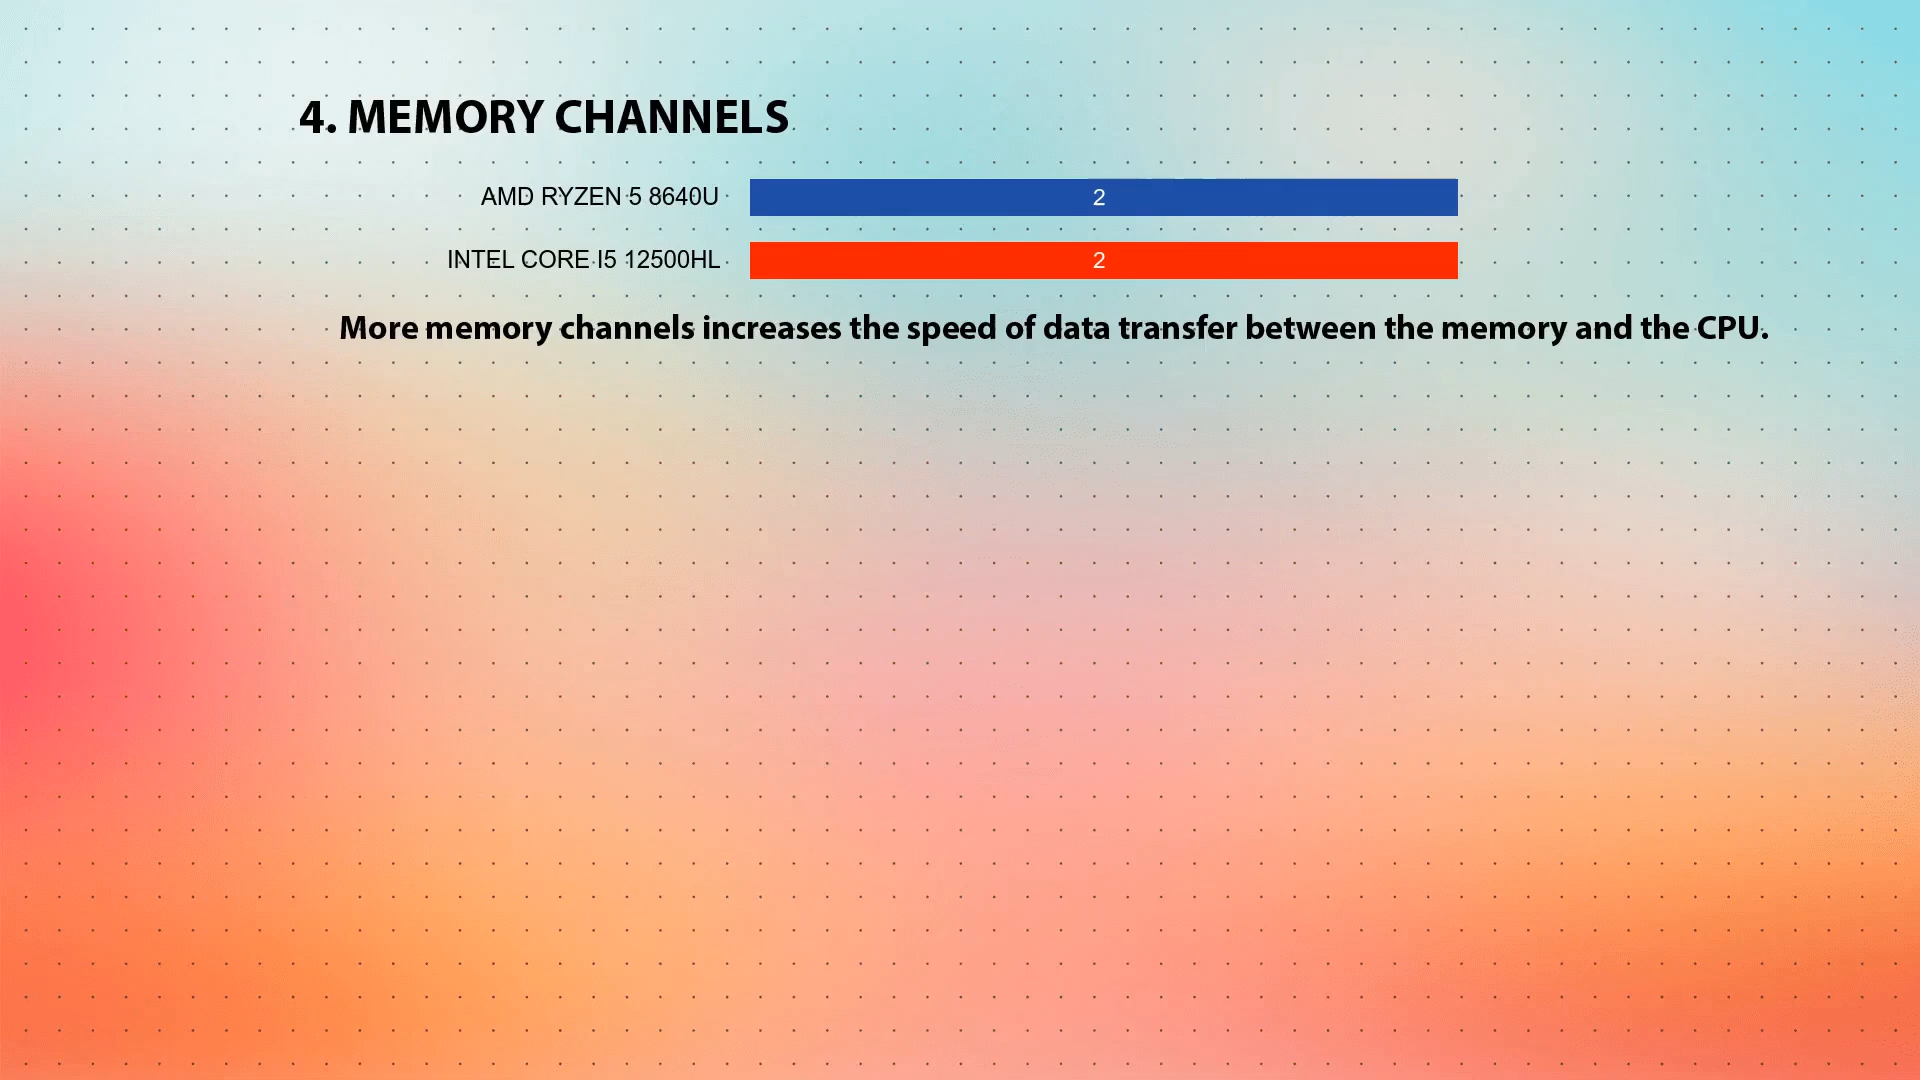 4. MEMORY CHANNELS
AMD RYZEN 5 8640U 2
INTEL CORE I5 12500HL 2
More memory channels increases the speed of data transfer between the memory and the CPU.